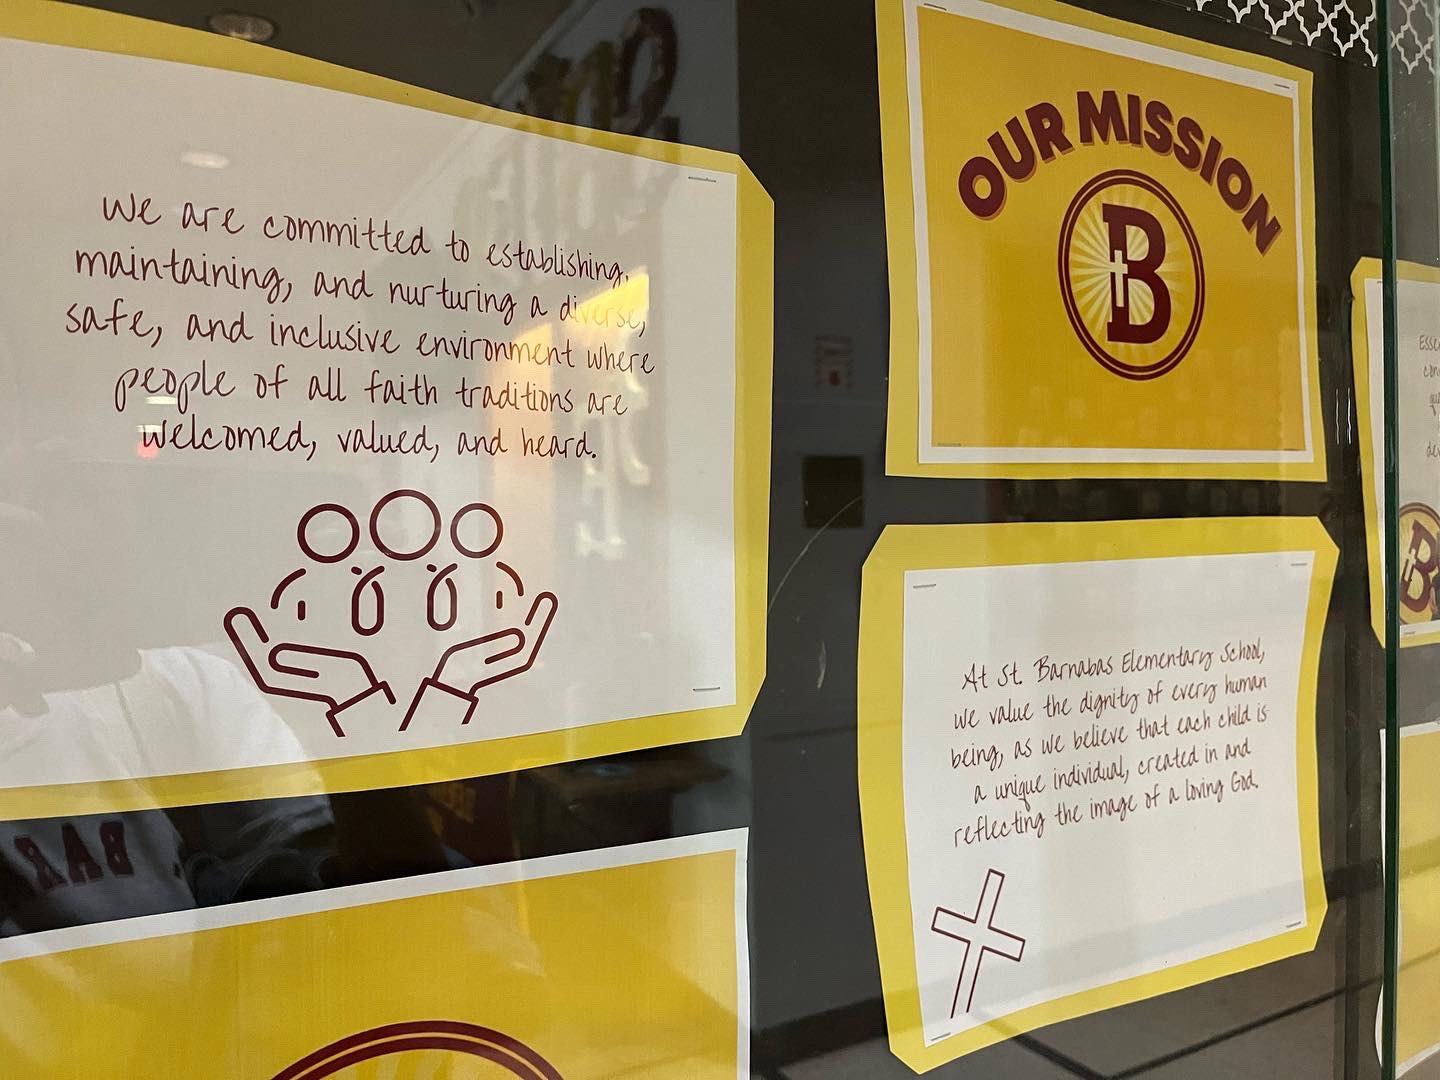 We are committed to establishing,
maintaining, and nurturing a diverse,
safe, and inclusive environment where
people of all faith traditions are
welcomed, valued, and heard.
OUR MISSION
B
At St. Barnabas Elementary School,
we value the dignity of every human
being, as we believe that each child is
a unique individual, created in and
reflecting the image of a loving God.
B